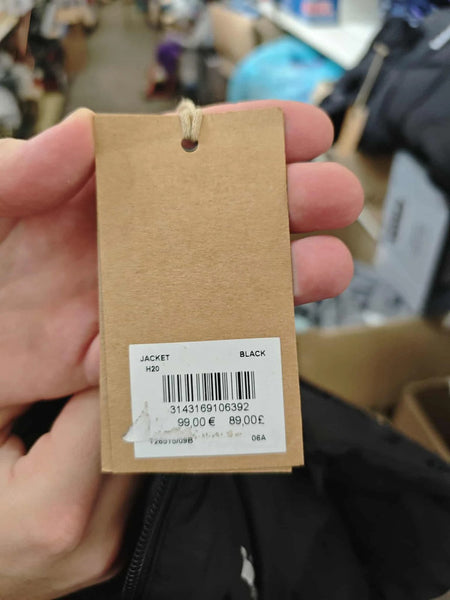 JACKET BLACK
H20
3143169106392
99,00 € 89,00£
06A